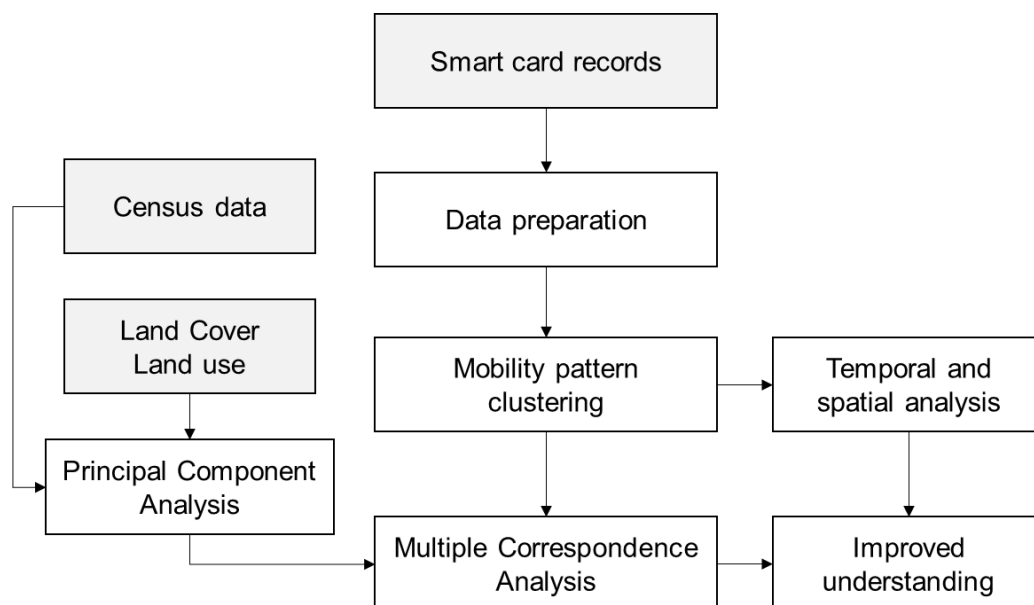 Smart card records
Census data
Data preparation
Land Cover
Land use
Mobility pattern
clustering
Temporal and
spatial analysis
Principal Component
Analysis
Multiple Correspondence
Analysis
Improved
understanding